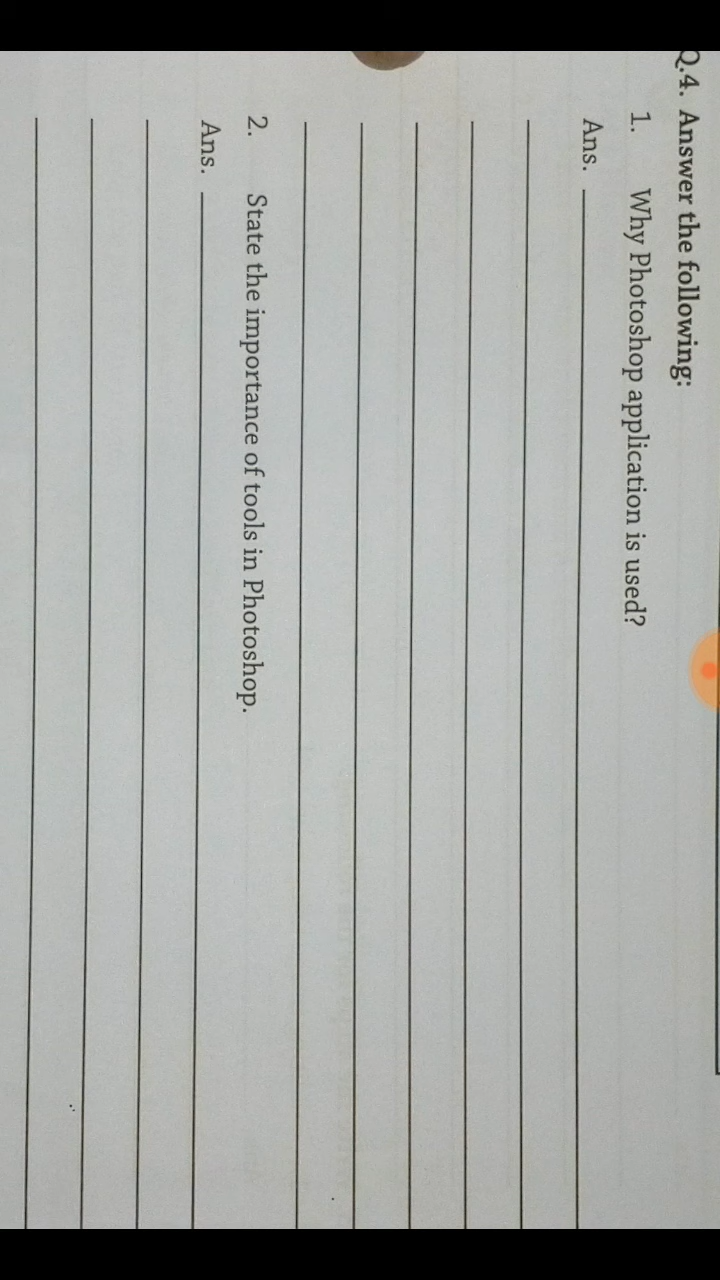 Q.4. Answer the following:
1. Why Photoshop application is used?
Ans.
2. State the importance of tools in Photoshop.
Ans.